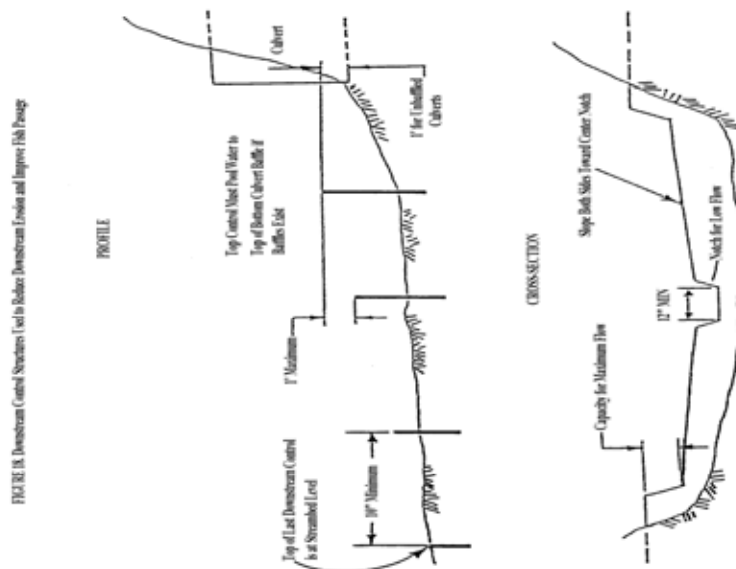 FIGURE 18. Downstream Control Structures Used to Reduce Downstream Erosion and Improve Fish Passage
PROFILE
Top of Last Downstream Control
is at Streambed Level
10" Minimum
1' Maximum
Top Control Must Pool Water to
Top of Bottom Culvert Baffle if
Baffles Exist
Culvert
1' for Unbaffled
Culverts
CROSS-SECTION
Capacity for Maximum Flow
12" MIN
Notch for Low Flow
Slope Both Sides Toward Center Notch